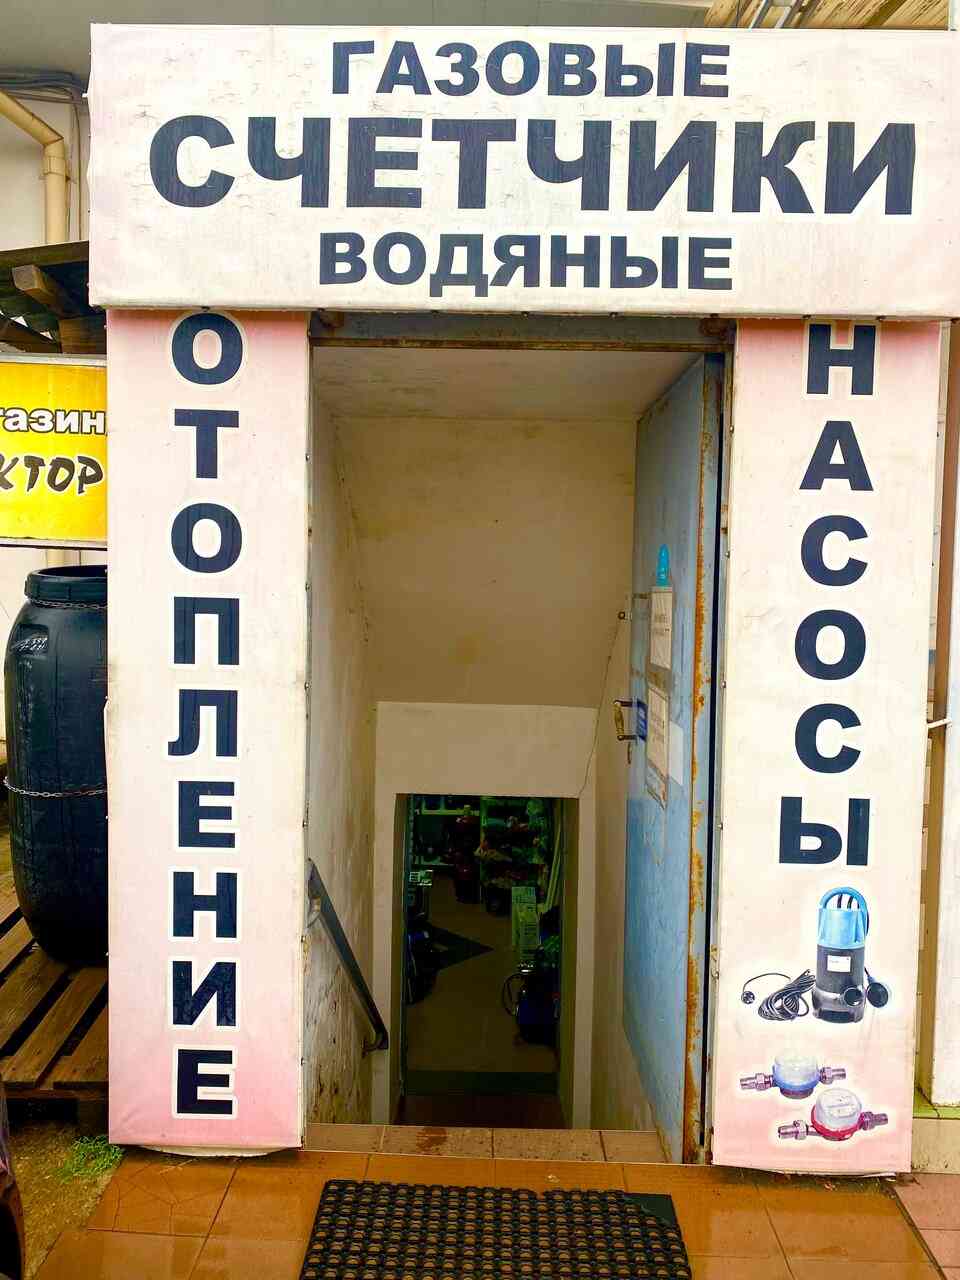 ГАЗОВЫЕ
СЧЕТЧИКИ
ВОДЯНЫЕ
ОТОПЛЕНИЕ
НАСОСЫ